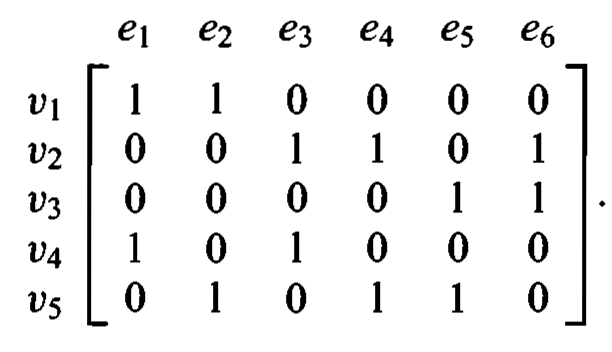 e1 e2 e3 e4 e5 e6
v1 1 1 0 0 0 0
v2 0 0 1 1 0 1
v3 0 0 0 0 1 1
v4 1 0 1 0 0 0
v5 0 1 0 1 1 0 .